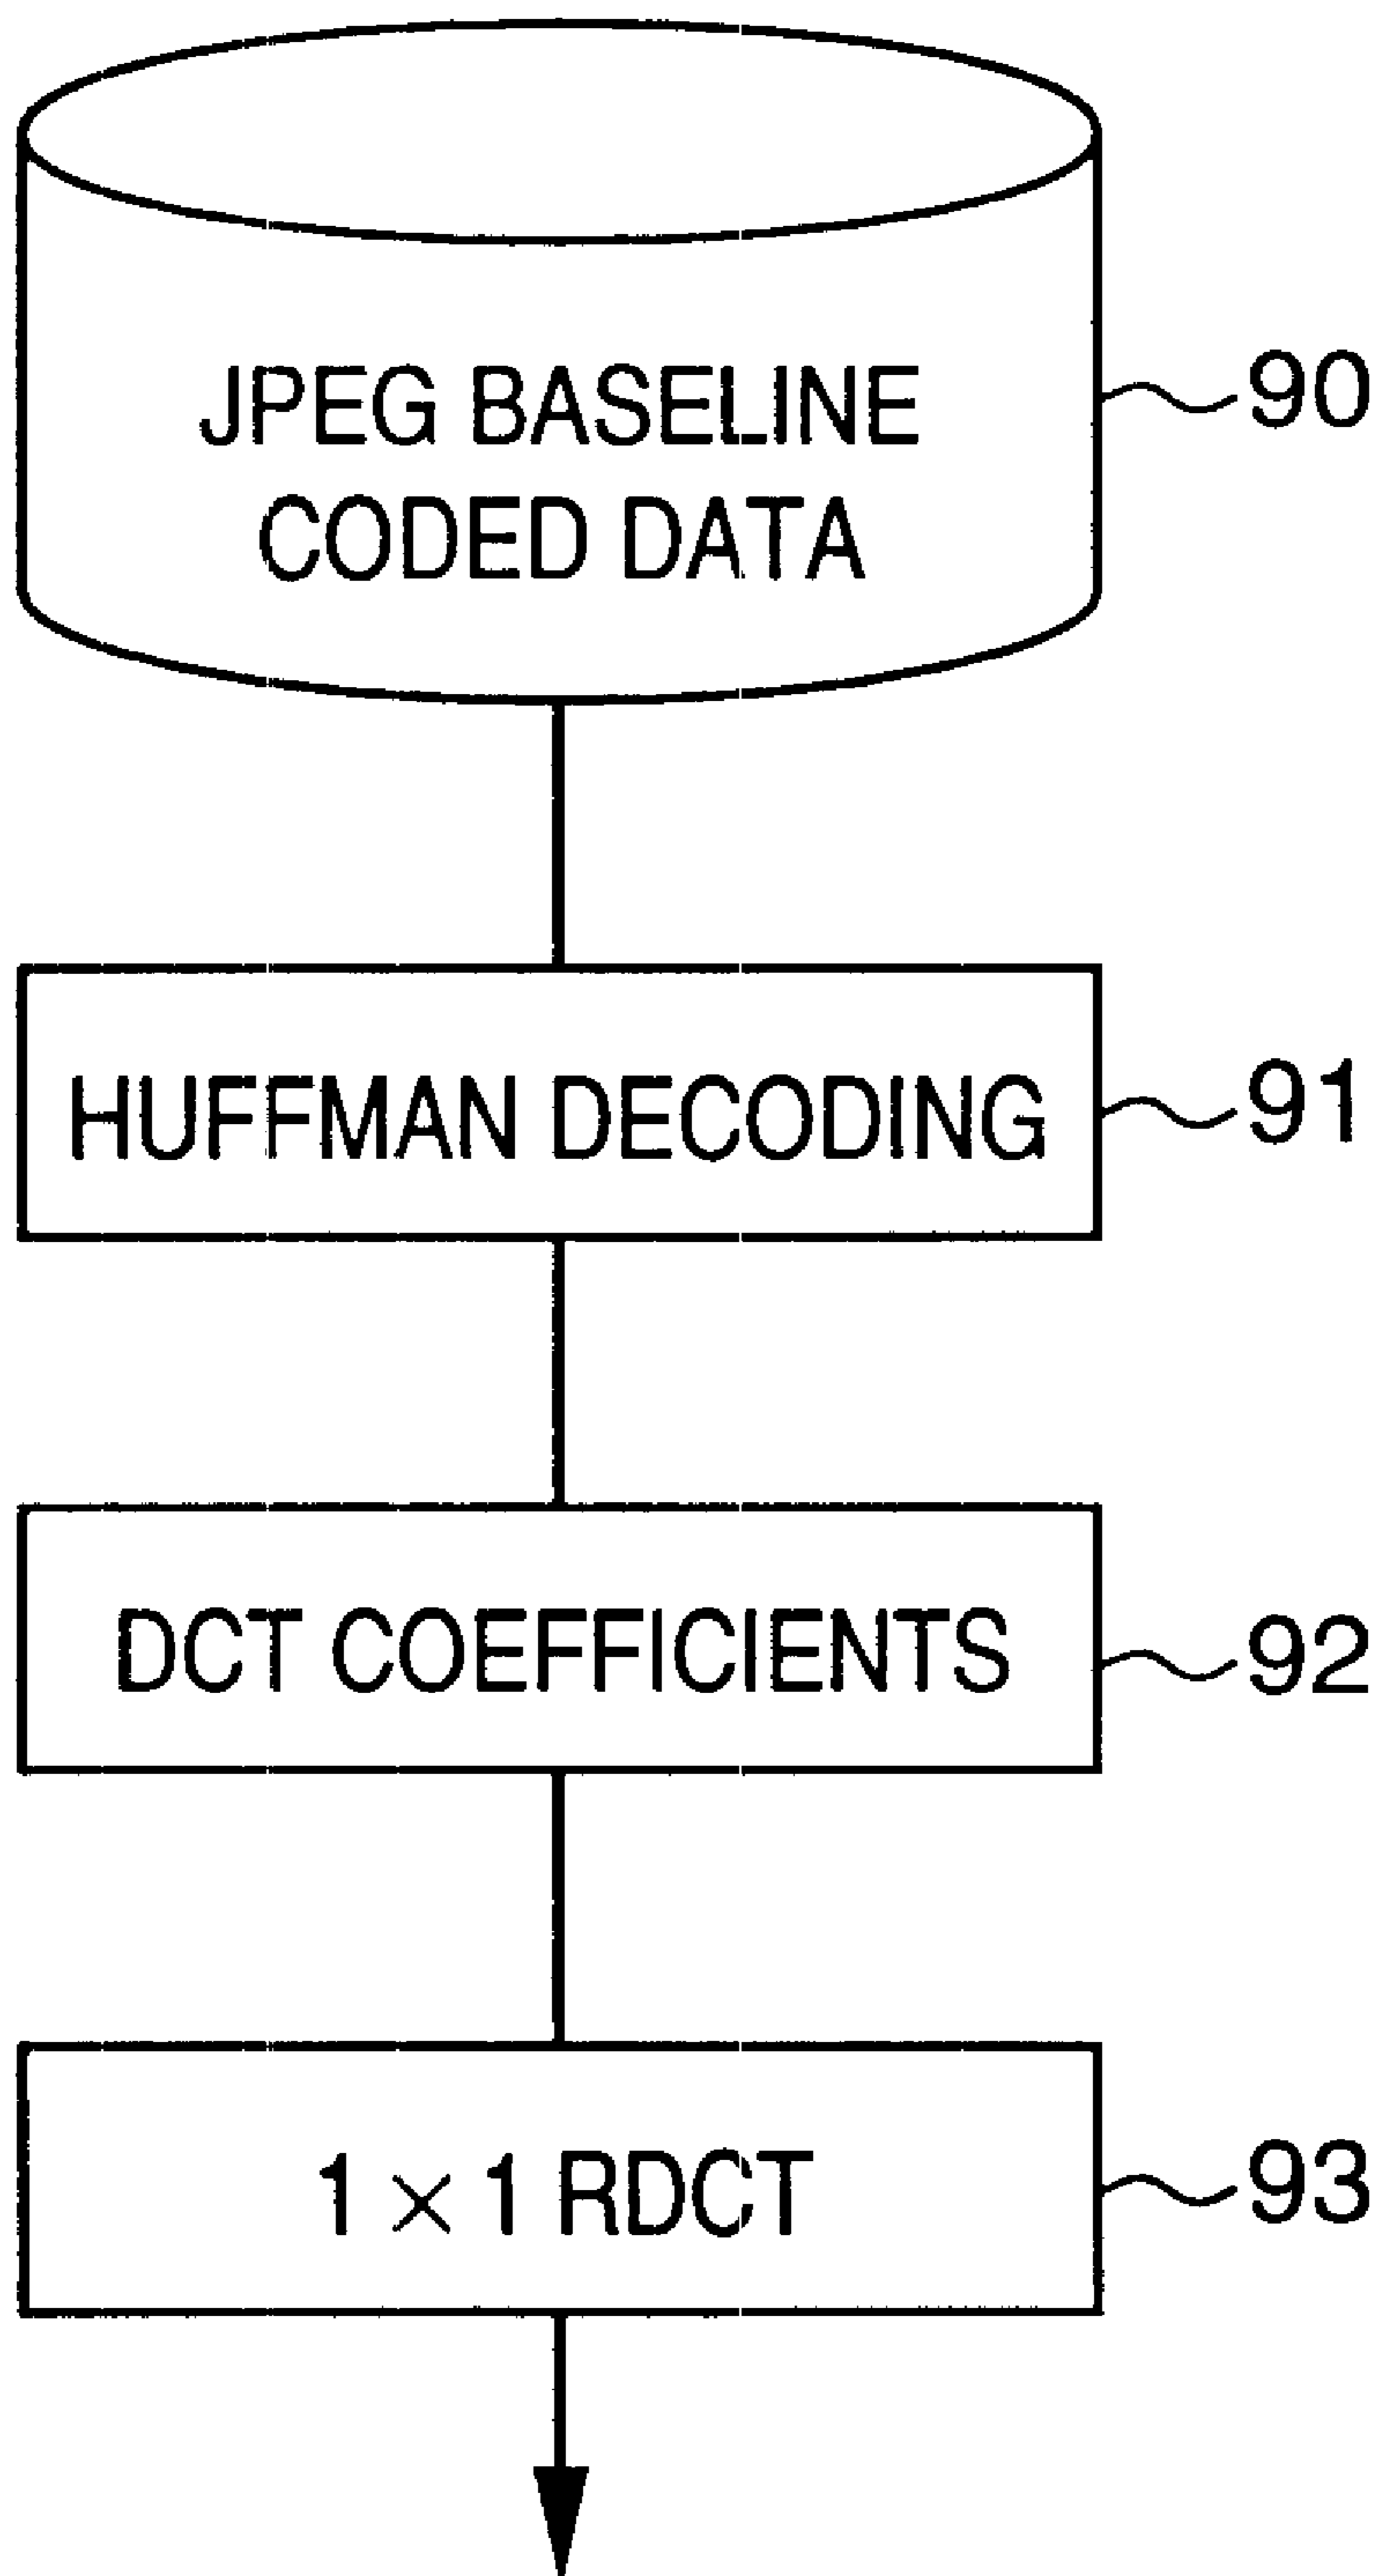 JPEG BASELINE
CODED DATA
90
HUFFMAN DECODING
91
DCT COEFFICIENTS
92
1 × 1 RDCT
93